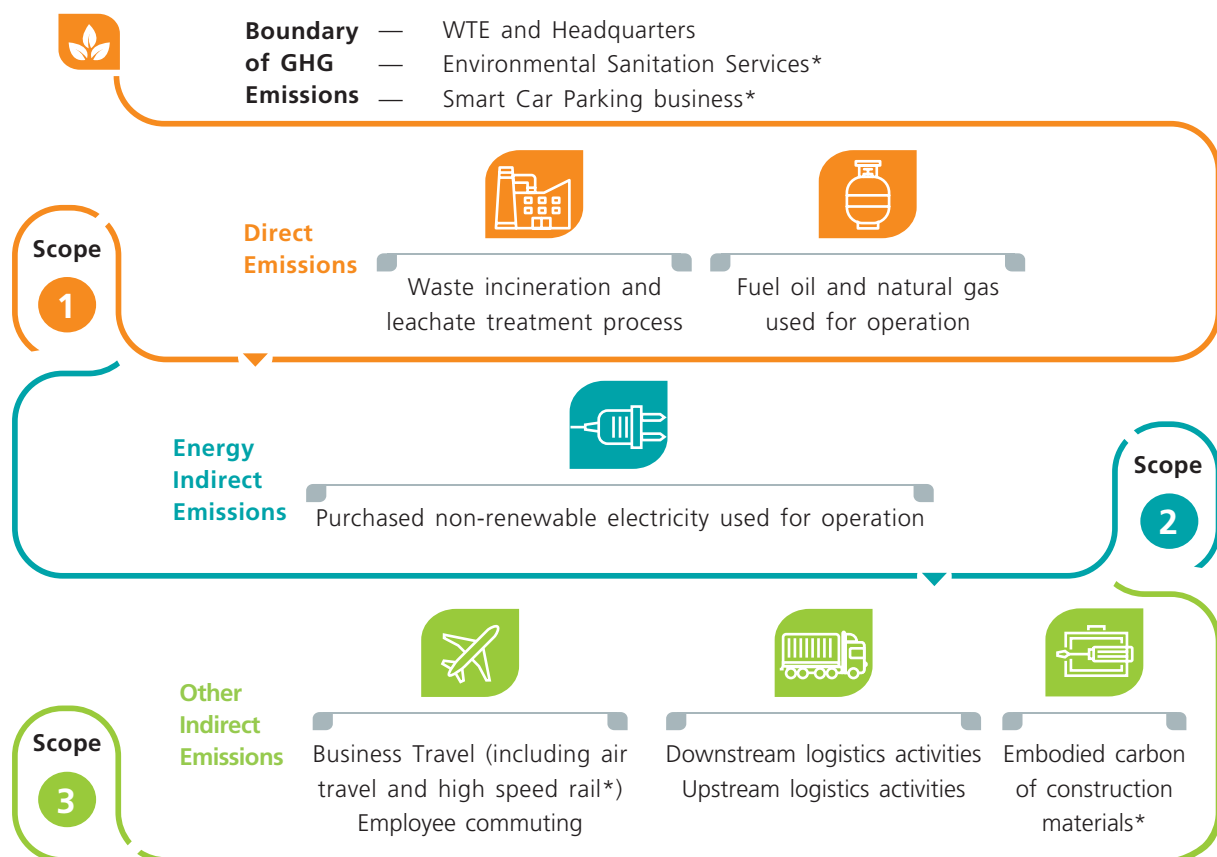 Boundary — WTE and Headquarters
of GHG — Environmental Sanitation Services*
Emissions — Smart Car Parking business*
Scope
1
Direct
Emissions
Waste incineration and
leachate treatment process
Fuel oil and natural gas
used for operation
Energy
Indirect
Emissions
Purchased non-renewable electricity used for operation
Scope
2
Other
Indirect
Emissions
Scope
3
Business Travel (including air
travel and high speed rail*)
Employee commuting
Downstream logistics activities
Upstream logistics activities
Embodied carbon
of construction
materials*